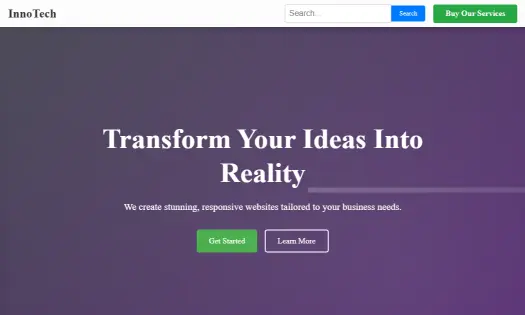 InnoTech
Search...
Search
Buy Our Services
Transform Your Ideas Into
Reality
We create stunning, responsive websites tailored to your business needs.
Get Started
Learn More